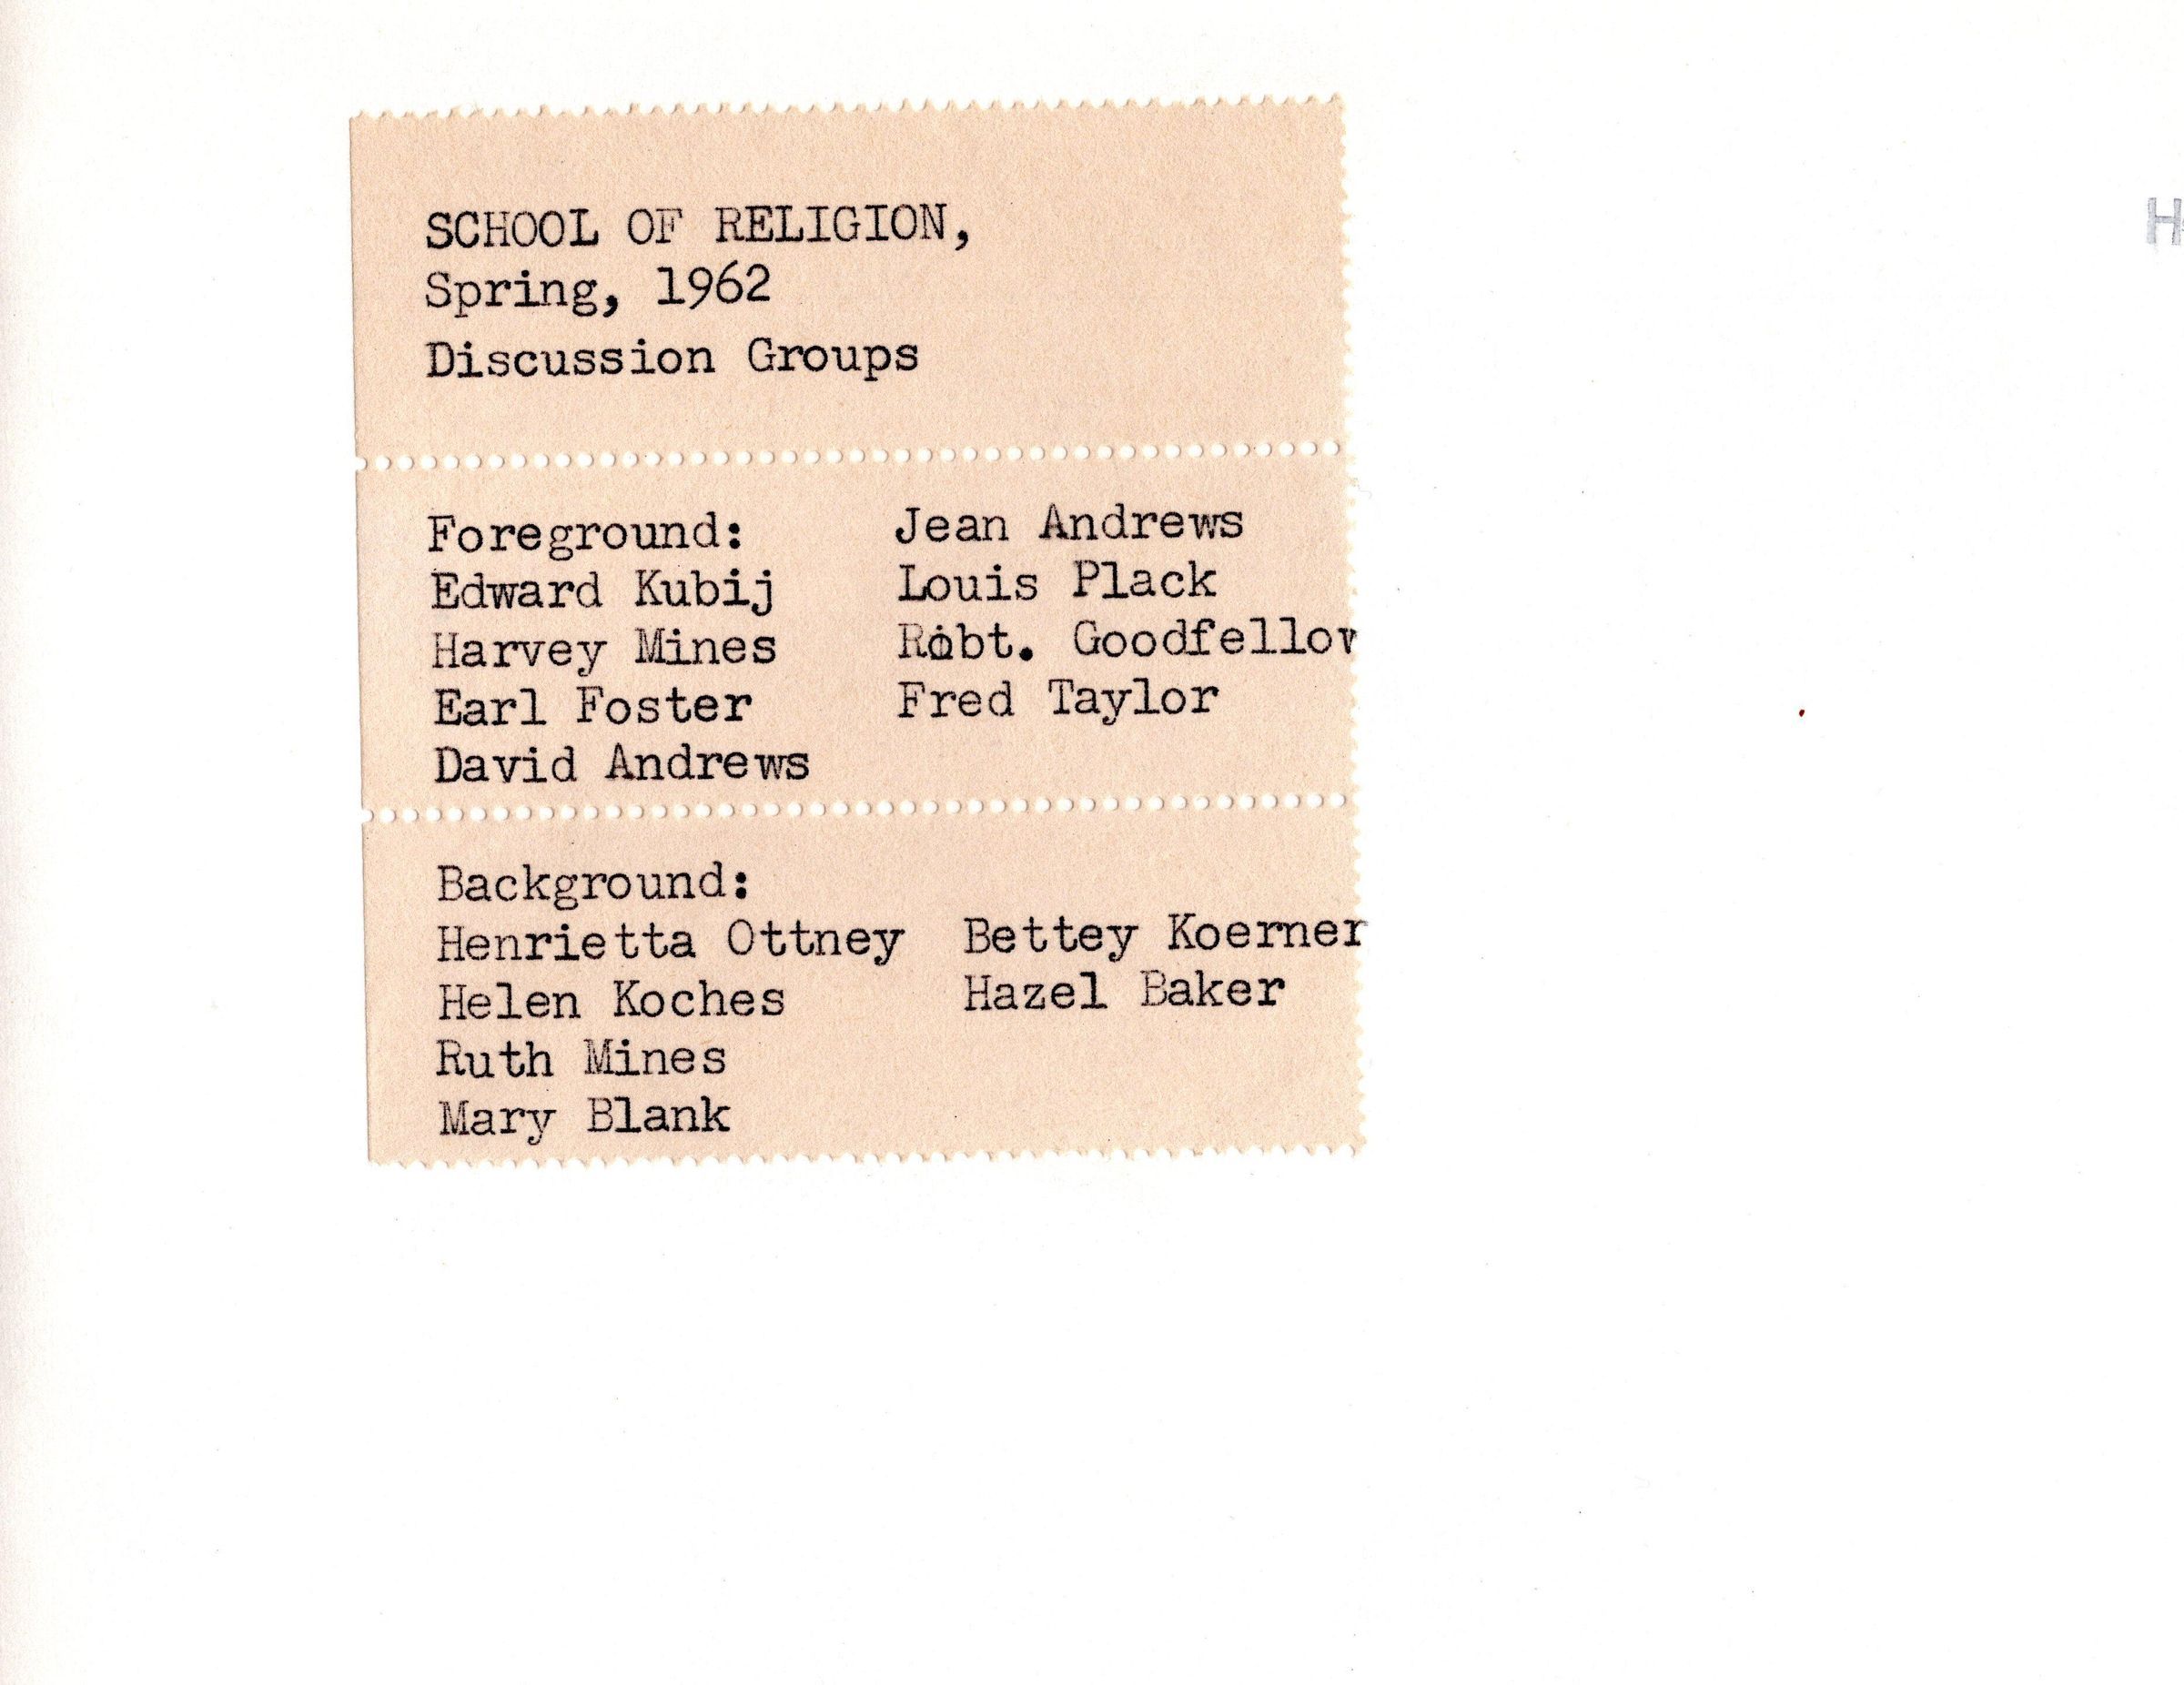 SCHOOL OF RELIGION,
Spring, 1962
Discussion Groups
Foreground:
Edward Kubij
Harvey Mines
Earl Foster
David Andrews
Jean Andrews
Louis Plack
Robt. Goodfellow
Fred Taylor
Background:
Henrietta Ottney
Helen Koches
Ruth Mines
Mary Blank
Bettey Koerner
Hazel Baker
H